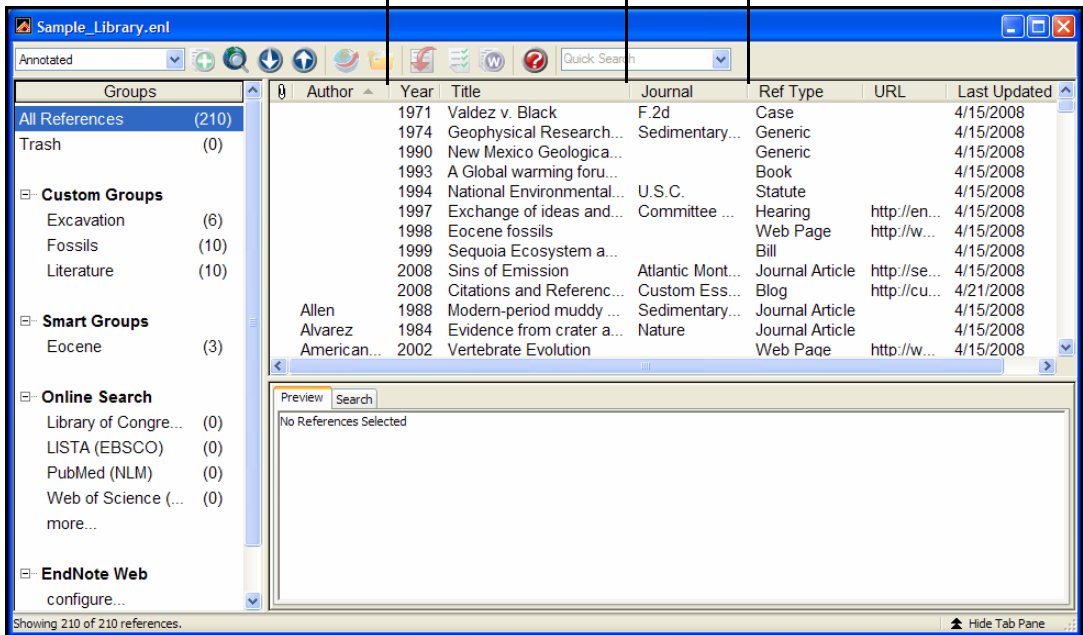 Sample_Library.enl
Annotated
Quick Search
Groups
All References (210)
Trash (0)
Custom Groups
Excavation (6)
Fossils (10)
Literature (10)
Smart Groups
Eocene (3)
Online Search
Library of Congre... (0)
LISTA (EBSCO) (0)
PubMed (NLM) (0)
Web of Science (... (0)
more...
EndNote Web
configure...
Author Year Title Journal Ref Type URL Last Updated
1971 Valdez v. Black F.2d Case 4/15/2008
1974 Geophysical Research... Sedimentary... Generic 4/15/2008
1990 New Mexico Geologica... Generic 4/15/2008
1993 A Global warming foru... Book 4/15/2008
1994 National Environmental... U.S.C. Statute 4/15/2008
1997 Exchange of ideas and... Committee ... Hearing http://en... 4/15/2008
1998 Eocene fossils Web Page http://w... 4/15/2008
1999 Sequoia Ecosystem a... Bill 4/15/2008
2008 Sins of Emission Atlantic Mont... Journal Article http://se... 4/15/2008
2008 Citations and Referenc... Custom Ess... Blog http://cu... 4/21/2008
Allen 1988 Modern-period muddy ... Sedimentary... Journal Article 4/15/2008
Alvarez 1984 Evidence from crater a... Nature Journal Article 4/15/2008
American... 2002 Vertebrate Evolution Web Page http://w... 4/15/2008
Preview Search
No References Selected
Showing 210 of 210 references.
Hide Tab Pane